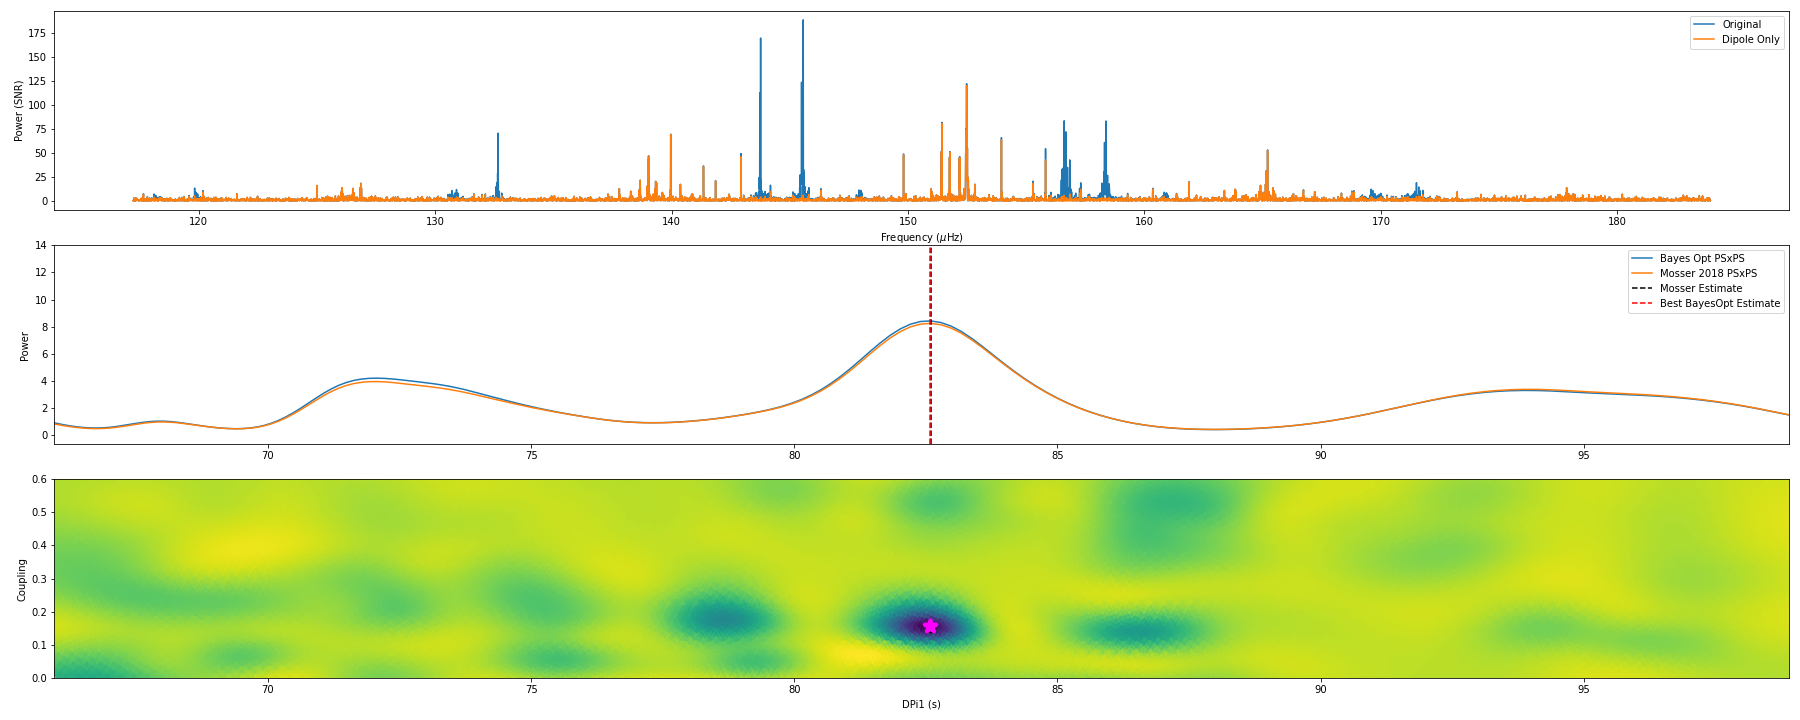 175
150
125
100
75
50
25
0
Power (SNR)
Original
Dipole Only
120 130 140 150 160 170 180
Frequency (μHz)
14
12
10
8
6
4
2
0
Power
Bayes Opt PSxPS
Mosser 2018 PSxPS
Mosser Estimate
Best BayesOpt Estimate
70 75 80 85 90 95
0.6
0.5
0.4
0.3
0.2
0.1
0.0
Coupling
70 75 80 85 90 95
DPi1 (s)